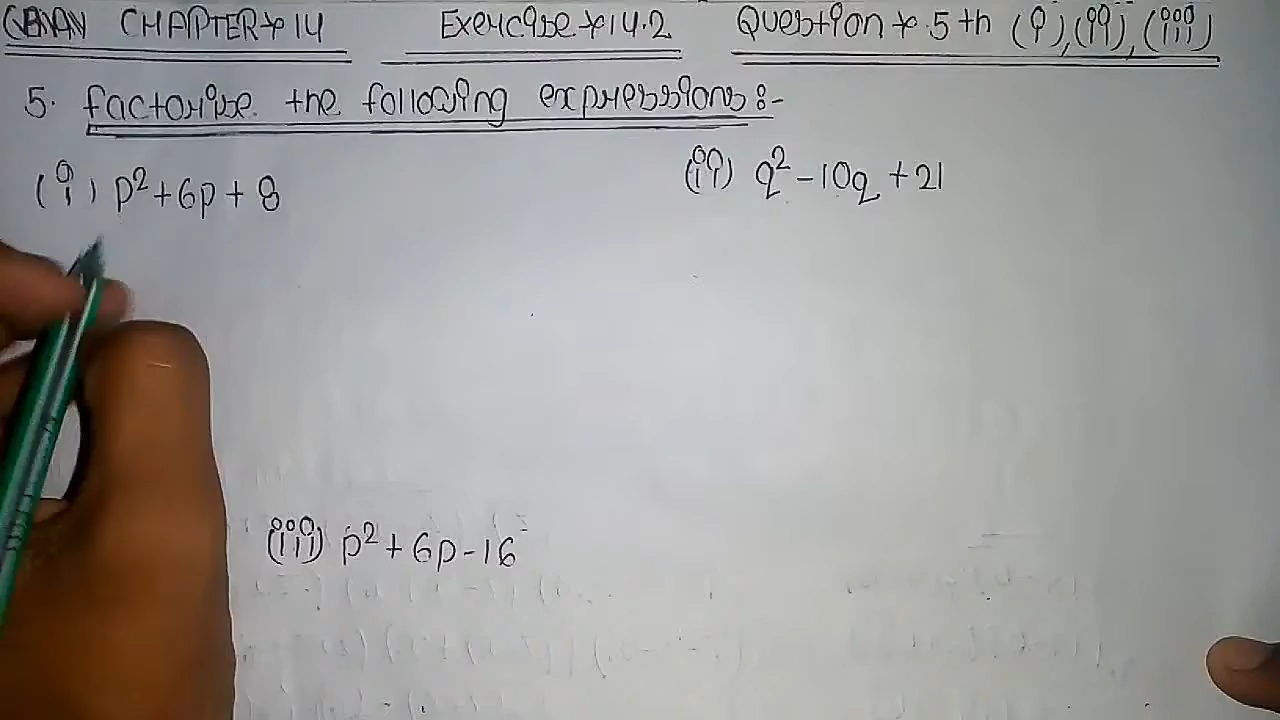 CHAPTER→14 Exercise→14.2 Question→5th (i),(ii),(iii)
5. factorise the following expressions:-
(i) p²+6p+8
(ii) q²-10q+21
(iii) p²+6p-16